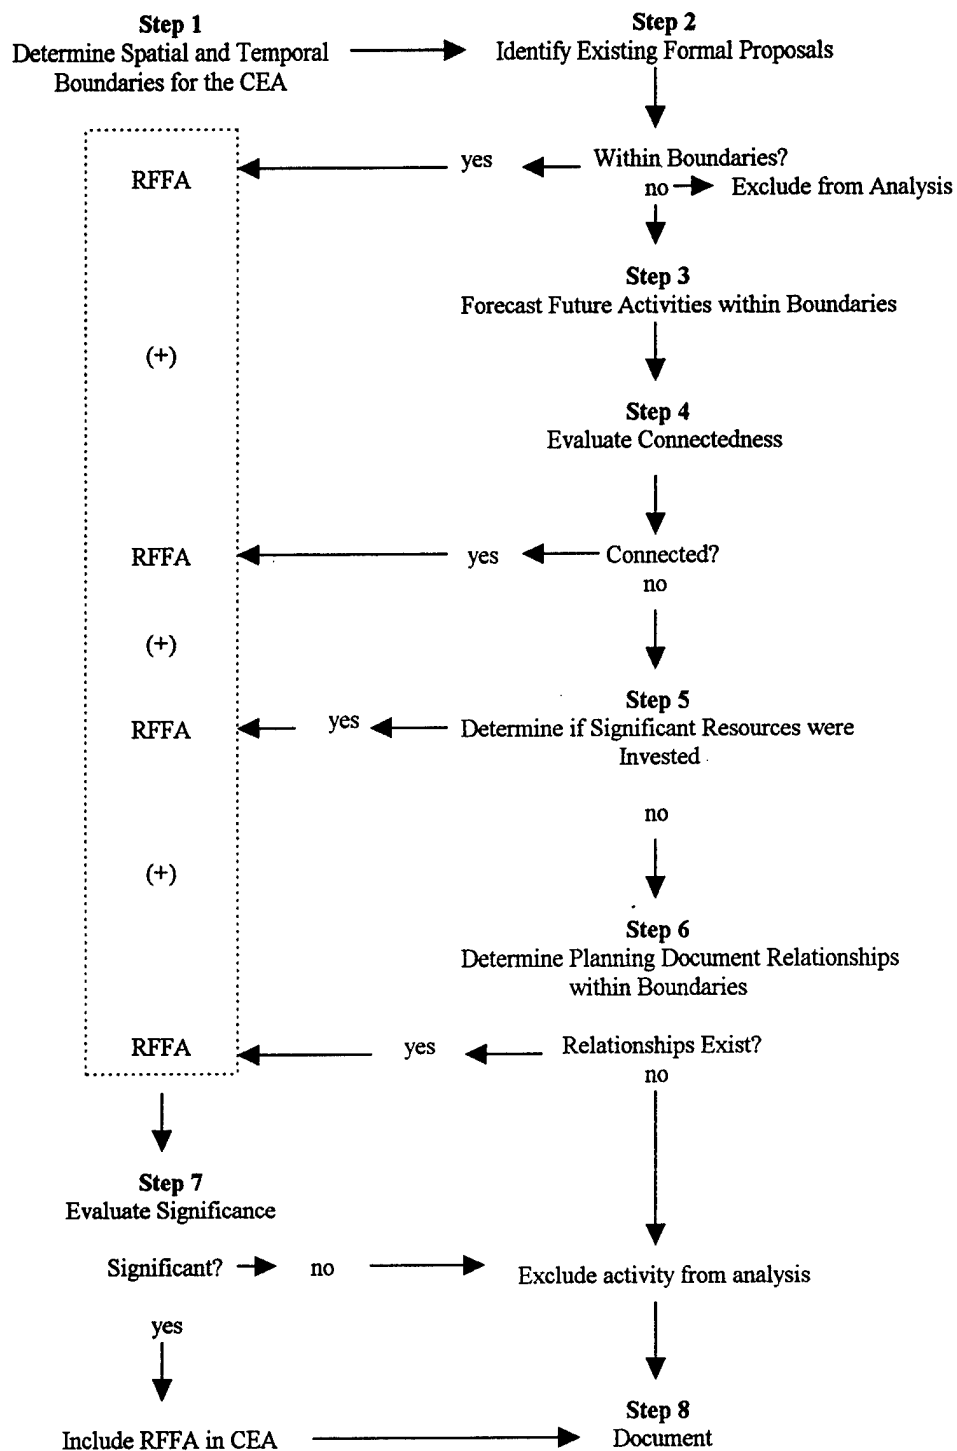 Step 1
Determine Spatial and Temporal
Boundaries for the CEA
Step 2
Identify Existing Formal Proposals
Within Boundaries?
yes
no
Exclude from Analysis
RFFA
Step 3
Forecast Future Activities within Boundaries
(+)
Step 4
Evaluate Connectedness
Connected?
yes
no
RFFA
(+)
Step 5
Determine if Significant Resources were
Invested
yes
RFFA
no
(+)
Step 6
Determine Planning Document Relationships
within Boundaries
Relationships Exist?
yes
no
RFFA
Step 7
Evaluate Significance
Significant?
no
Exclude activity from analysis
yes
Include RFFA in CEA
Step 8
Document